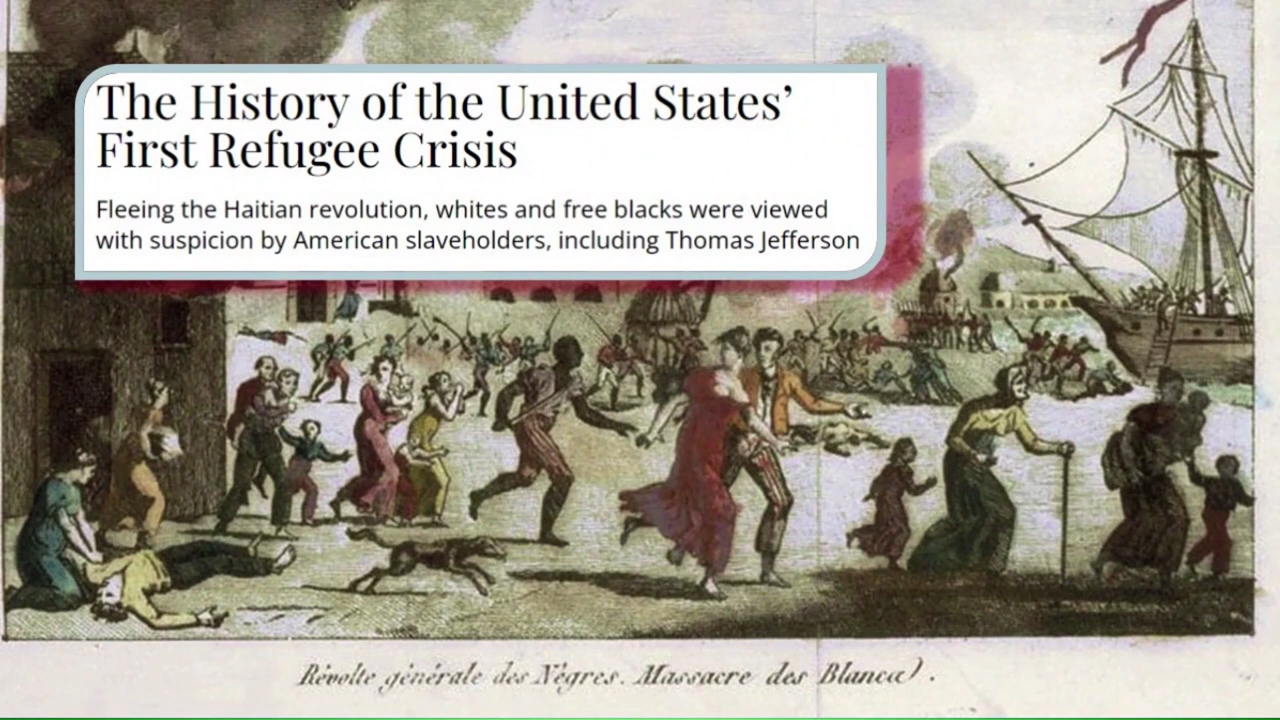 The History of the United States’
First Refugee Crisis
Fleeing the Haitian revolution, whites and free blacks were viewed
with suspicion by American slaveholders, including Thomas Jefferson
Révolte générale des Nègres. Massacre des Blancs.